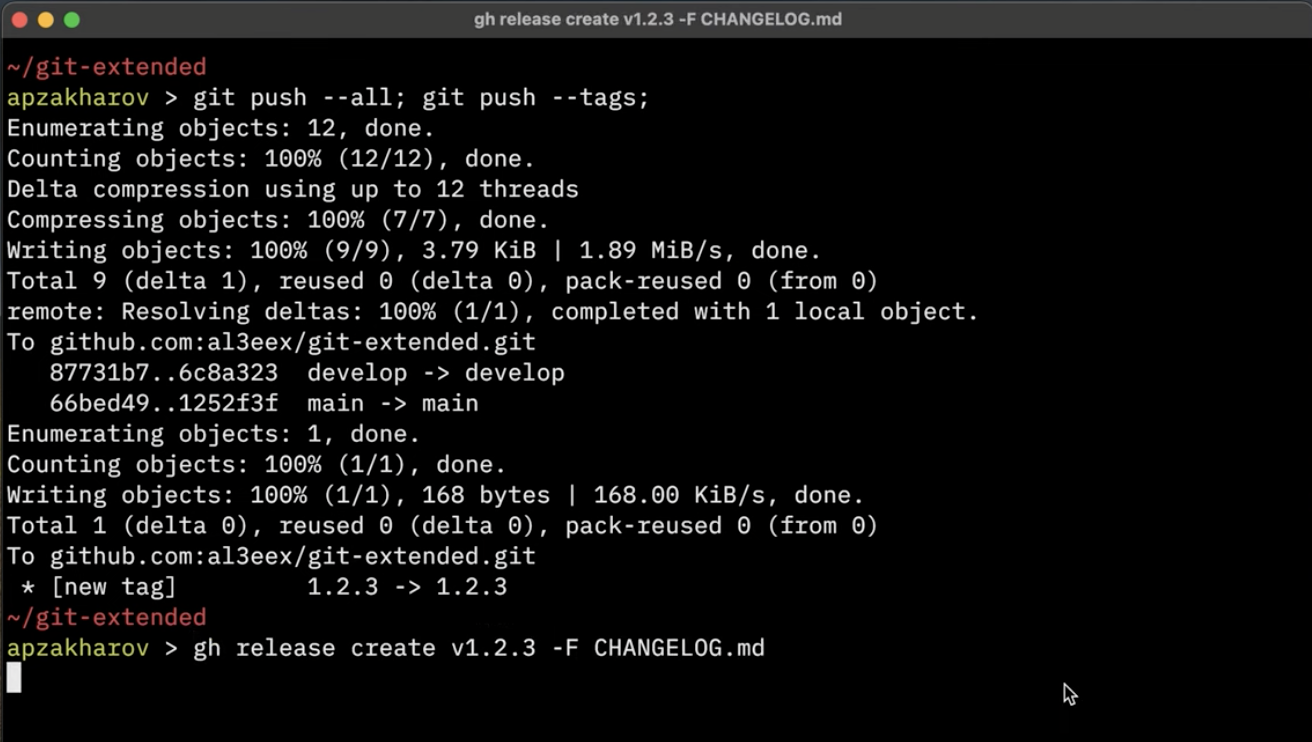 gh release create v1.2.3 -F CHANGELOG.md
~/git-extended
apzakharov > git push --all; git push --tags;
Enumerating objects: 12, done.
Counting objects: 100% (12/12), done.
Delta compression using up to 12 threads
Compressing objects: 100% (7/7), done.
Writing objects: 100% (9/9), 3.79 KiB | 1.89 MiB/s, done.
Total 9 (delta 1), reused 0 (delta 0), pack-reused 0 (from 0)
remote: Resolving deltas: 100% (1/1), completed with 1 local object.
To github.com:al3eex/git-extended.git
   87731b7..6c8a323  develop -> develop
   66bed49..1252f3f  main -> main
Enumerating objects: 1, done.
Counting objects: 100% (1/1), done.
Writing objects: 100% (1/1), 168 bytes | 168.00 KiB/s, done.
Total 1 (delta 0), reused 0 (delta 0), pack-reused 0 (from 0)
To github.com:al3eex/git-extended.git
 * [new tag]         1.2.3 -> 1.2.3
~/git-extended
apzakharov > gh release create v1.2.3 -F CHANGELOG.md